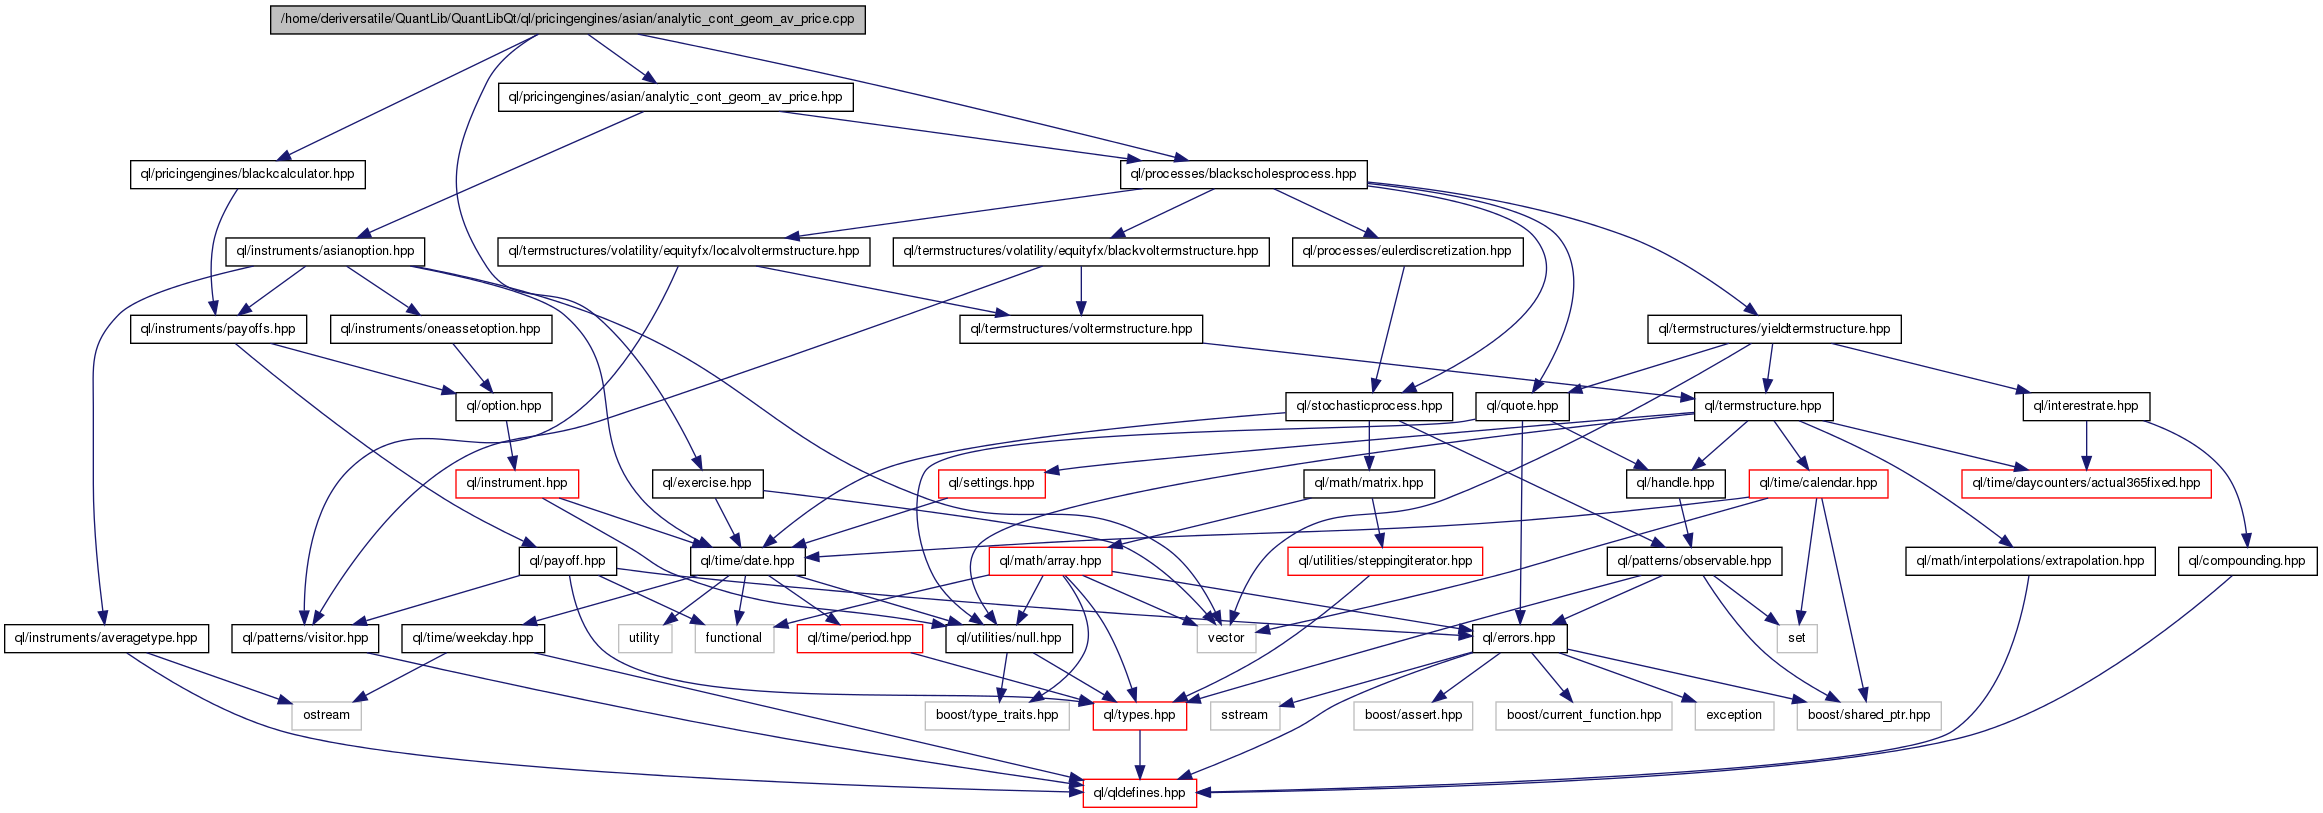 /home/deriversatile/QuantLib/QuantLibQt/ql/pricingengines/asian/analytic_cont_geom_av_price.cpp
ql/pricingengines/asian/analytic_cont_geom_av_price.hpp
ql/pricingengines/blackcalculator.hpp
ql/processes/blackscholesprocess.hpp
ql/instruments/asianoption.hpp
ql/termstructures/volatility/equityfx/localvoltermstructure.hpp
ql/termstructures/volatility/equityfx/blackvoltermstructure.hpp
ql/processes/eulerdiscretization.hpp
ql/instruments/payoffs.hpp
ql/instruments/oneassetoption.hpp
ql/termstructures/voltermstructure.hpp
ql/termstructures/yieldtermstructure.hpp
ql/option.hpp
ql/stochasticprocess.hpp
ql/quote.hpp
ql/termstructure.hpp
ql/interestrate.hpp
ql/instrument.hpp
ql/exercise.hpp
ql/settings.hpp
ql/math/matrix.hpp
ql/handle.hpp
ql/time/calendar.hpp
ql/time/daycounters/actual365fixed.hpp
ql/payoff.hpp
ql/time/date.hpp
ql/math/array.hpp
ql/utilities/steppingiterator.hpp
ql/patterns/observable.hpp
ql/math/interpolations/extrapolation.hpp
ql/compounding.hpp
ql/instruments/averagetype.hpp
ql/patterns/visitor.hpp
ql/time/weekday.hpp
utility
functional
ql/time/period.hpp
ql/utilities/null.hpp
vector
ql/errors.hpp
set
ostream
boost/type_traits.hpp
ql/types.hpp
sstream
boost/assert.hpp
boost/current_function.hpp
exception
boost/shared_ptr.hpp
ql/qldefines.hpp